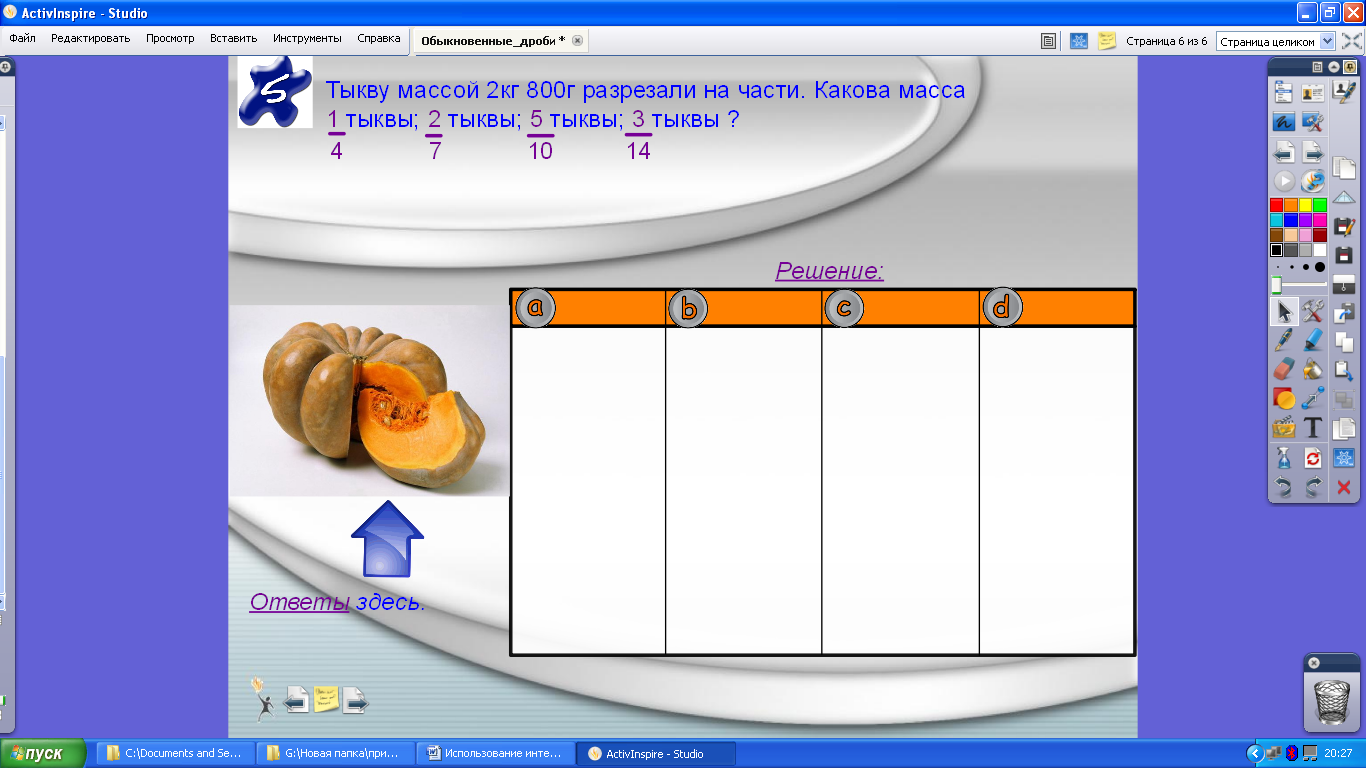 ActivInspire - Studio
Файл Редактировать Просмотр Вставить Инструменты Справка Обыкновенные_дроби * Страница 6 из 6 Страница целиком
5
Тыкву массой 2кг 800г разрезали на части. Какова масса
1 тыквы; 2 тыквы; 5 тыквы; 3 тыквы ?
4 7 10 14
Решение:
a b c d
Ответы здесь.
пуск C:\Documents and Se... G:\Новая папка\при... Использование инте... ActivInspire - Studio 20:27